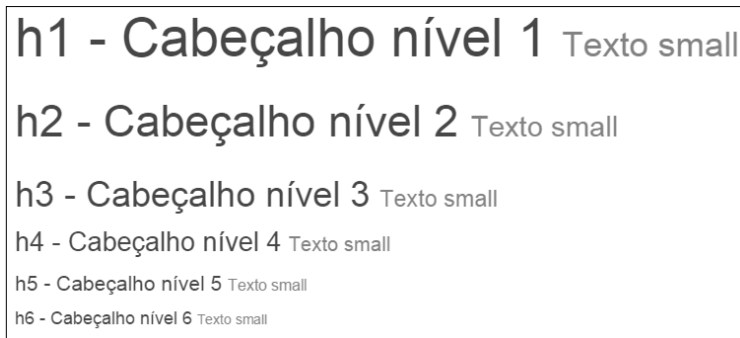 h1 - Cabeçalho nível 1 Texto small
h2 - Cabeçalho nível 2 Texto small
h3 - Cabeçalho nível 3 Texto small
h4 - Cabeçalho nível 4 Texto small
h5 - Cabeçalho nível 5 Texto small
h6 - Cabeçalho nível 6 Texto small